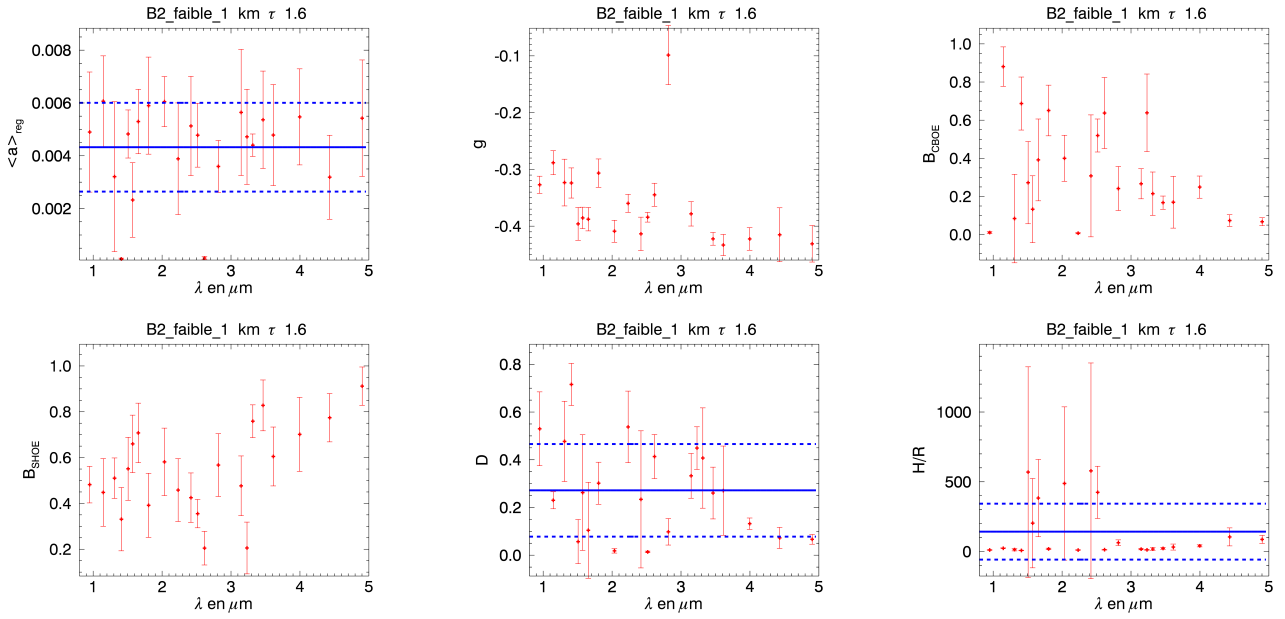 B2_faible_1 km τ 1.6
B2_faible_1 km τ 1.6
B2_faible_1 km τ 1.6
<a>reg
0.008
0.006
0.004
0.002
1 2 3 4 5
λ en μm
g
-0.1
-0.2
-0.3
-0.4
1 2 3 4 5
λ en μm
BCBOE
1.0
0.8
0.6
0.4
0.2
0.0
1 2 3 4 5
λ en μm
B2_faible_1 km τ 1.6
B2_faible_1 km τ 1.6
B2_faible_1 km τ 1.6
BSHOE
1.0
0.8
0.6
0.4
0.2
1 2 3 4 5
λ en μm
D
0.8
0.6
0.4
0.2
0.0
1 2 3 4 5
λ en μm
H/R
1000
500
0
1 2 3 4 5
λ en μm